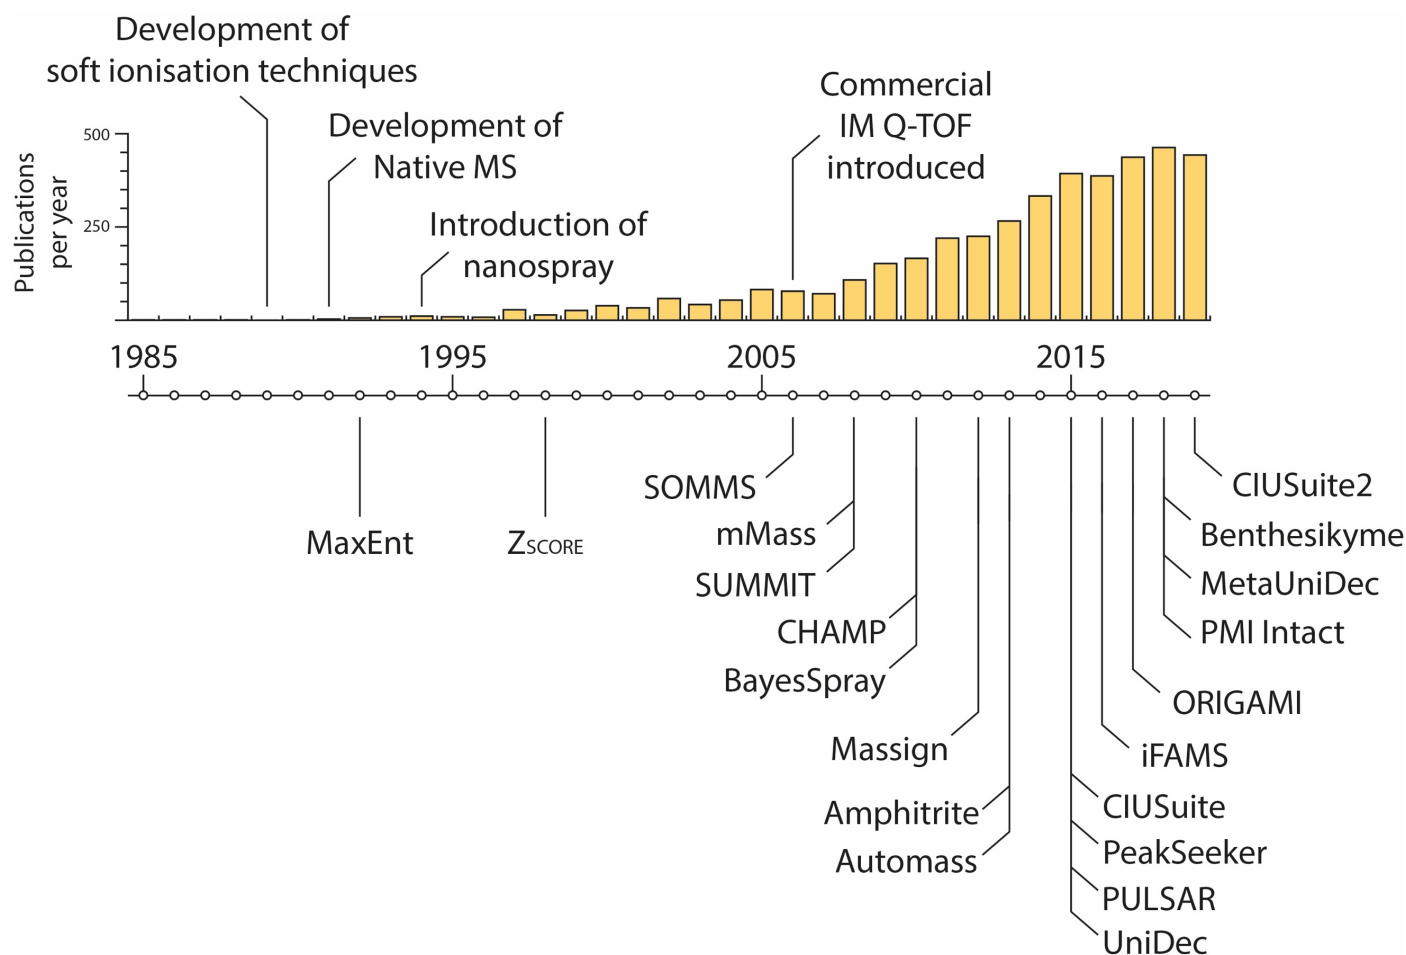 Development of
soft ionisation techniques
Development of
Native MS
Introduction of
nanospray
Commercial
IM Q-TOF
introduced
Publications
per year
500
250
1985
1995
2005
2015
MaxEnt
ZSCORE
SOMMS
mMass
SUMMIT
CHAMP
BayesSpray
Massign
Amphitrite
Automass
CIUSuite2
Benthesikyme
MetaUniDec
PMI Intact
ORIGAMI
iFAMS
CIUSuite
PeakSeeker
PULSAR
UniDec